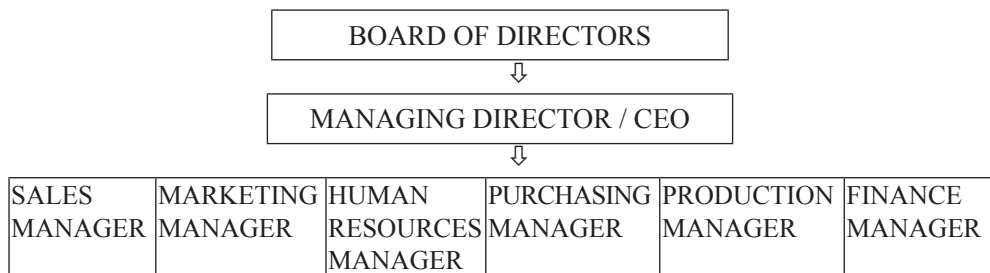 BOARD OF DIRECTORS
MANAGING DIRECTOR / CEO
SALES MANAGER
MARKETING MANAGER
HUMAN RESOURCES MANAGER
PURCHASING MANAGER
PRODUCTION MANAGER
FINANCE MANAGER